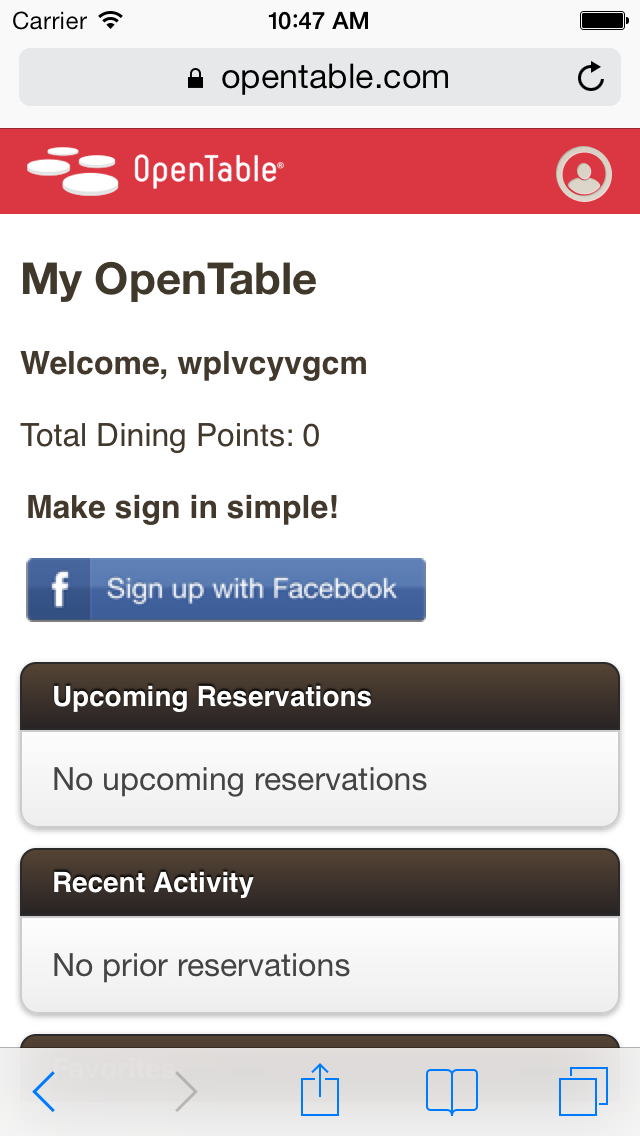 Carrier 10:47 AM
opentable.com
OpenTable®
My OpenTable
Welcome, wplvcyvgcm
Total Dining Points: 0
Make sign in simple!
f Sign up with Facebook
Upcoming Reservations
No upcoming reservations
Recent Activity
No prior reservations
Favorites